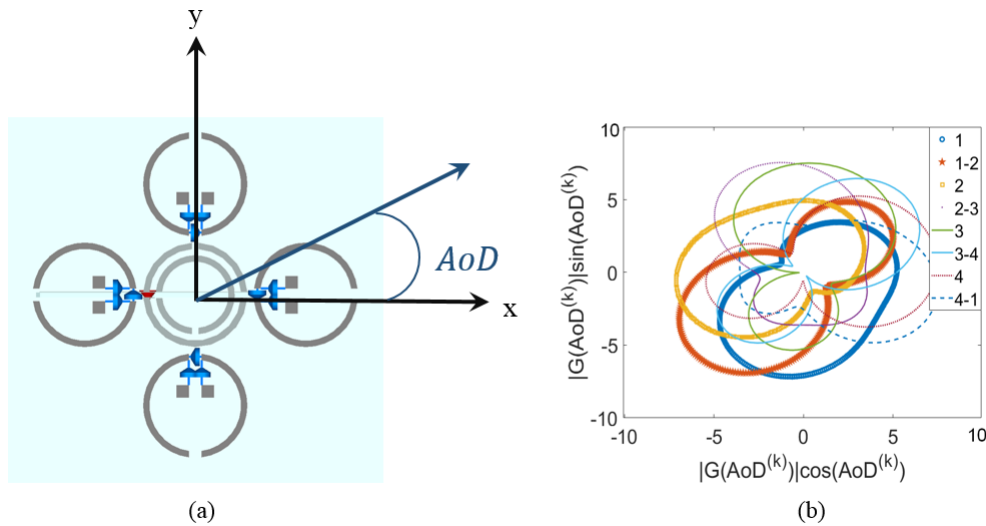 y
AoD
x
(a)
10
5
0
-5
-10
-10
-5
0
5
10
|G(AoD^(k))|sin(AoD^(k))
|G(AoD^(k))|cos(AoD^(k))
1
1-2
2
2-3
3
3-4
4
4-1
(b)